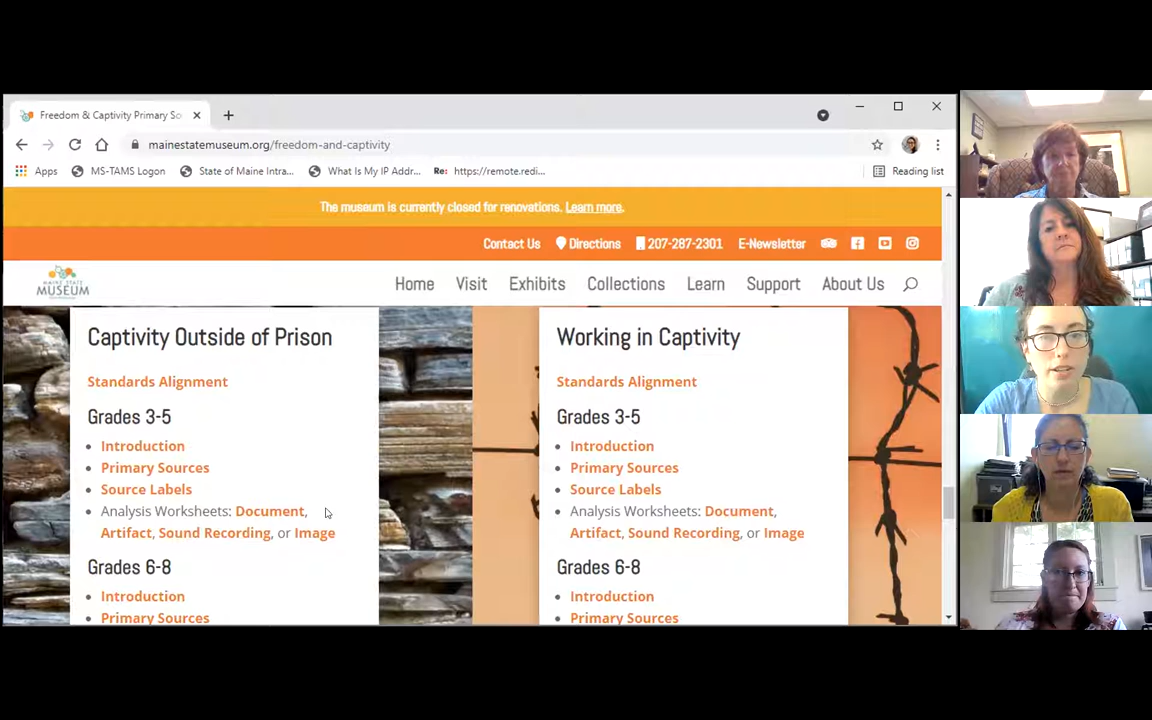 Freedom & Captivity Primary So
mainestatemuseum.org/freedom-and-captivity
Apps MS-TAMS Logon State of Maine Intra... What Is My IP Addr... Re: https://remote.redi... Reading list
The museum is currently closed for renovations. Learn more.
Contact Us Directions 207-287-2301 E-Newsletter
MAINE STATE
MUSEUM
Home Visit Exhibits Collections Learn Support About Us
Captivity Outside of Prison
Standards Alignment
Grades 3-5
Introduction
Primary Sources
Source Labels
Analysis Worksheets: Document,
Artifact, Sound Recording, or Image
Grades 6-8
Introduction
Primary Sources
Working in Captivity
Standards Alignment
Grades 3-5
Introduction
Primary Sources
Source Labels
Analysis Worksheets: Document,
Artifact, Sound Recording, or Image
Grades 6-8
Introduction
Primary Sources